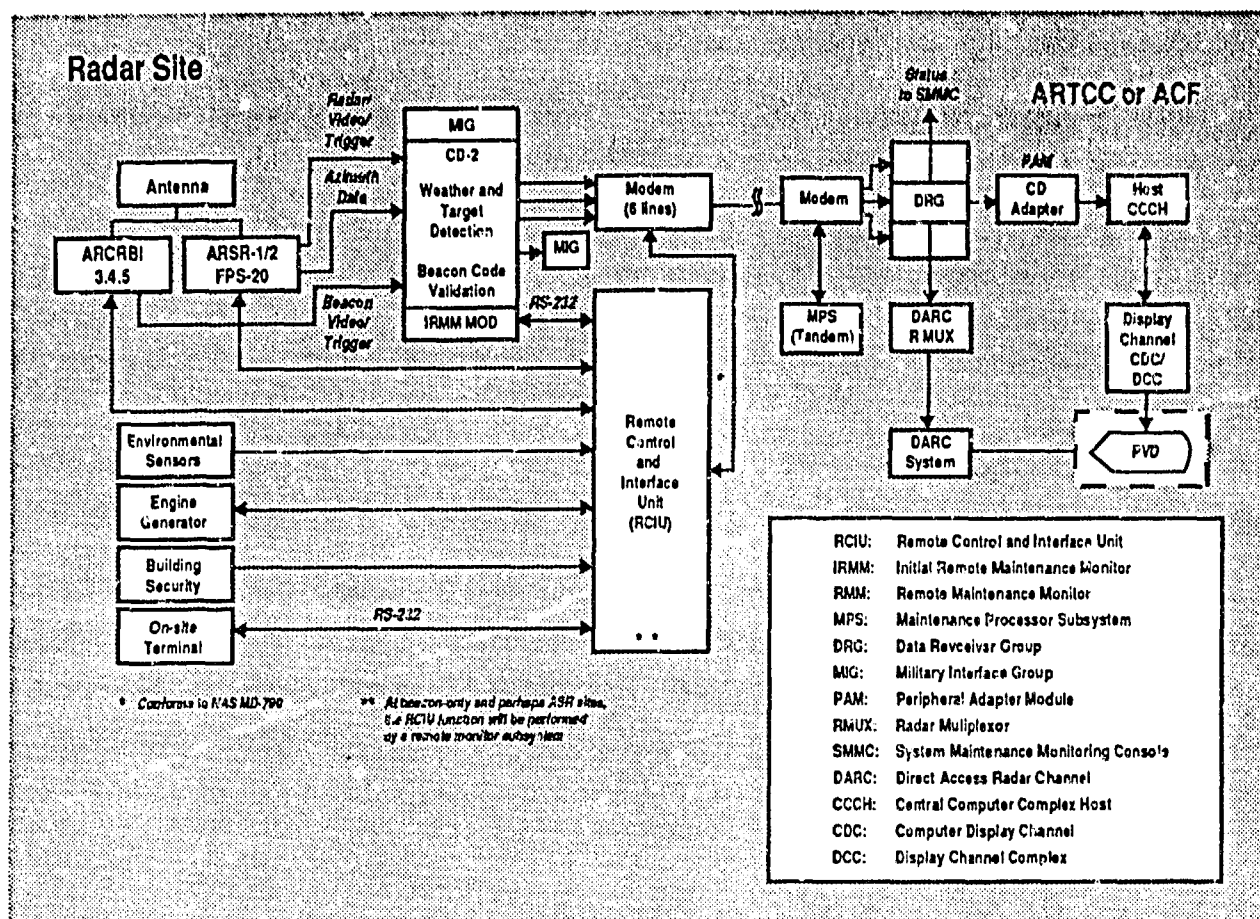 Radar Site
ARTCC or ACF
Status
to SMMC
Radar/
Video/
Trigger
Azimuth
Data
Beacon
Video/
Trigger
Antenna
ARCRBI
3.4.5
ARSR-1/2
FPS-20
MIG
CD-2
Weather and
Target
Detection
Beacon Code
Validation
IRMM MOD
MIG
RS-232
Modem
(6 lines)
Modem
MPS
(Tandem)
DRG
DARC
RMUX
DARC
System
PAM
CD
Adapter
Host
CCCH
Display
Channel
CDC/
DCC
PVD
Environmental
Sensors
Engine
Generator
Building
Security
On-site
Terminal
RS-232
Remote
Control
and
Interface
Unit
(RCIU)
* *
*
* Conforms to NAS MD-790
** At beacon-only and perhaps ASR sites,
the RCIU function will be performed
by a remote monitor subsystem
RCIU: Remote Control and Interface Unit
IRMM: Initial Remote Maintenance Monitor
RMM: Remote Maintenance Monitor
MPS: Maintenance Processor Subsystem
DRG: Data Revceivar Group
MIG: Military Interface Group
PAM: Peripheral Adapter Module
RMUX: Radar Muliplexor
SMMC: System Maintenance Monitoring Console
DARC: Direct Access Radar Channel
CCCH: Central Computer Complex Host
CDC: Computer Display Channel
DCC: Display Channel Complex